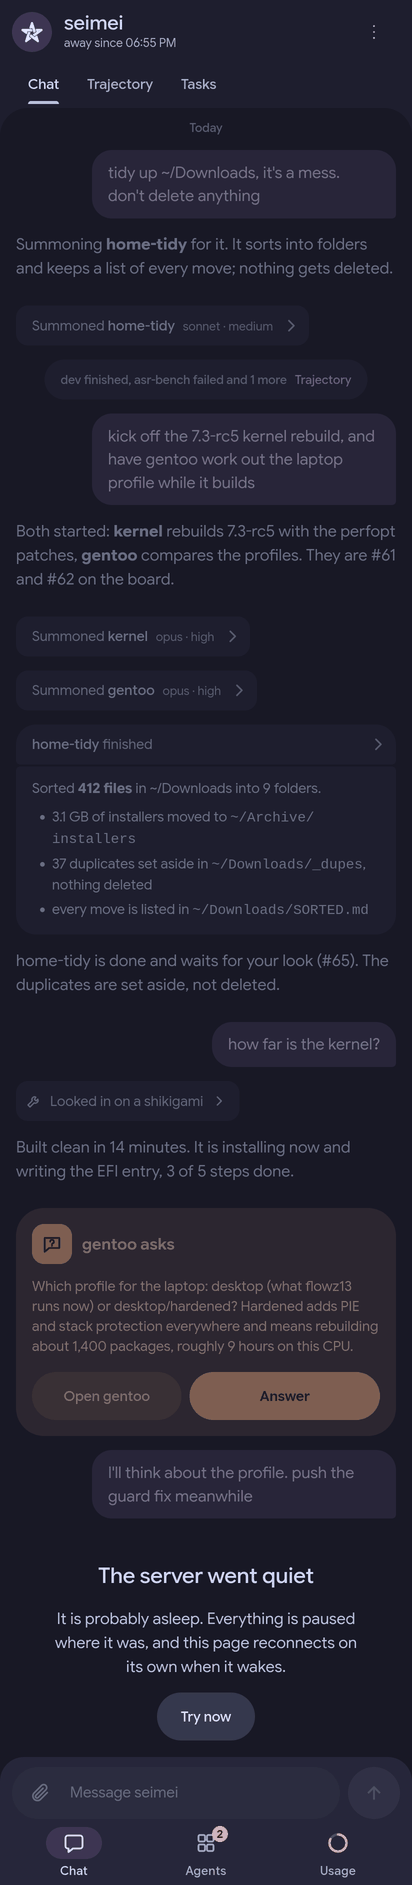 seimei
away since 06:55 PM
Chat Trajectory Tasks
Today
tidy up ~/Downloads, it's a mess.
don't delete anything
Summoning home-tidy for it. It sorts into folders
and keeps a list of every move; nothing gets deleted.
Summoned home-tidy sonnet · medium
dev finished, asr-bench failed and 1 more Trajectory
kick off the 7.3-rc5 kernel rebuild, and
have gentoo work out the laptop
profile while it builds
Both started: kernel rebuilds 7.3-rc5 with the perfopt
patches, gentoo compares the profiles. They are #61
and #62 on the board.
Summoned kernel opus · high
Summoned gentoo opus · high
home-tidy finished
Sorted 412 files in ~/Downloads into 9 folders.
• 3.1 GB of installers moved to ~/Archive/
installers
• 37 duplicates set aside in ~/Downloads/_dupes,
nothing deleted
• every move is listed in ~/Downloads/SORTED.md
home-tidy is done and waits for your look (#65). The
duplicates are set aside, not deleted.
how far is the kernel?
Looked in on a shikigami
Built clean in 14 minutes. It is installing now and
writing the EFI entry, 3 of 5 steps done.
gentoo asks
Which profile for the laptop: desktop (what flowz13
runs now) or desktop/hardened? Hardened adds PIE
and stack protection everywhere and means rebuilding
about 1,400 packages, roughly 9 hours on this CPU.
Open gentoo Answer
I'll think about the profile. push the
guard fix meanwhile
The server went quiet
It is probably asleep. Everything is paused
where it was, and this page reconnects on
its own when it wakes.
Try now
Message seimei
2
Chat Agents Usage